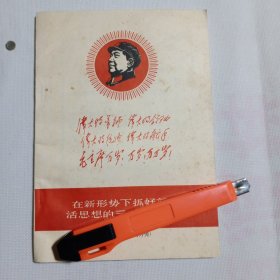 伟大的导师 伟大的领袖
伟大的统帅 伟大的舵手
毛主席万岁！万岁！万万岁！
在新形势下抓好
活思想的